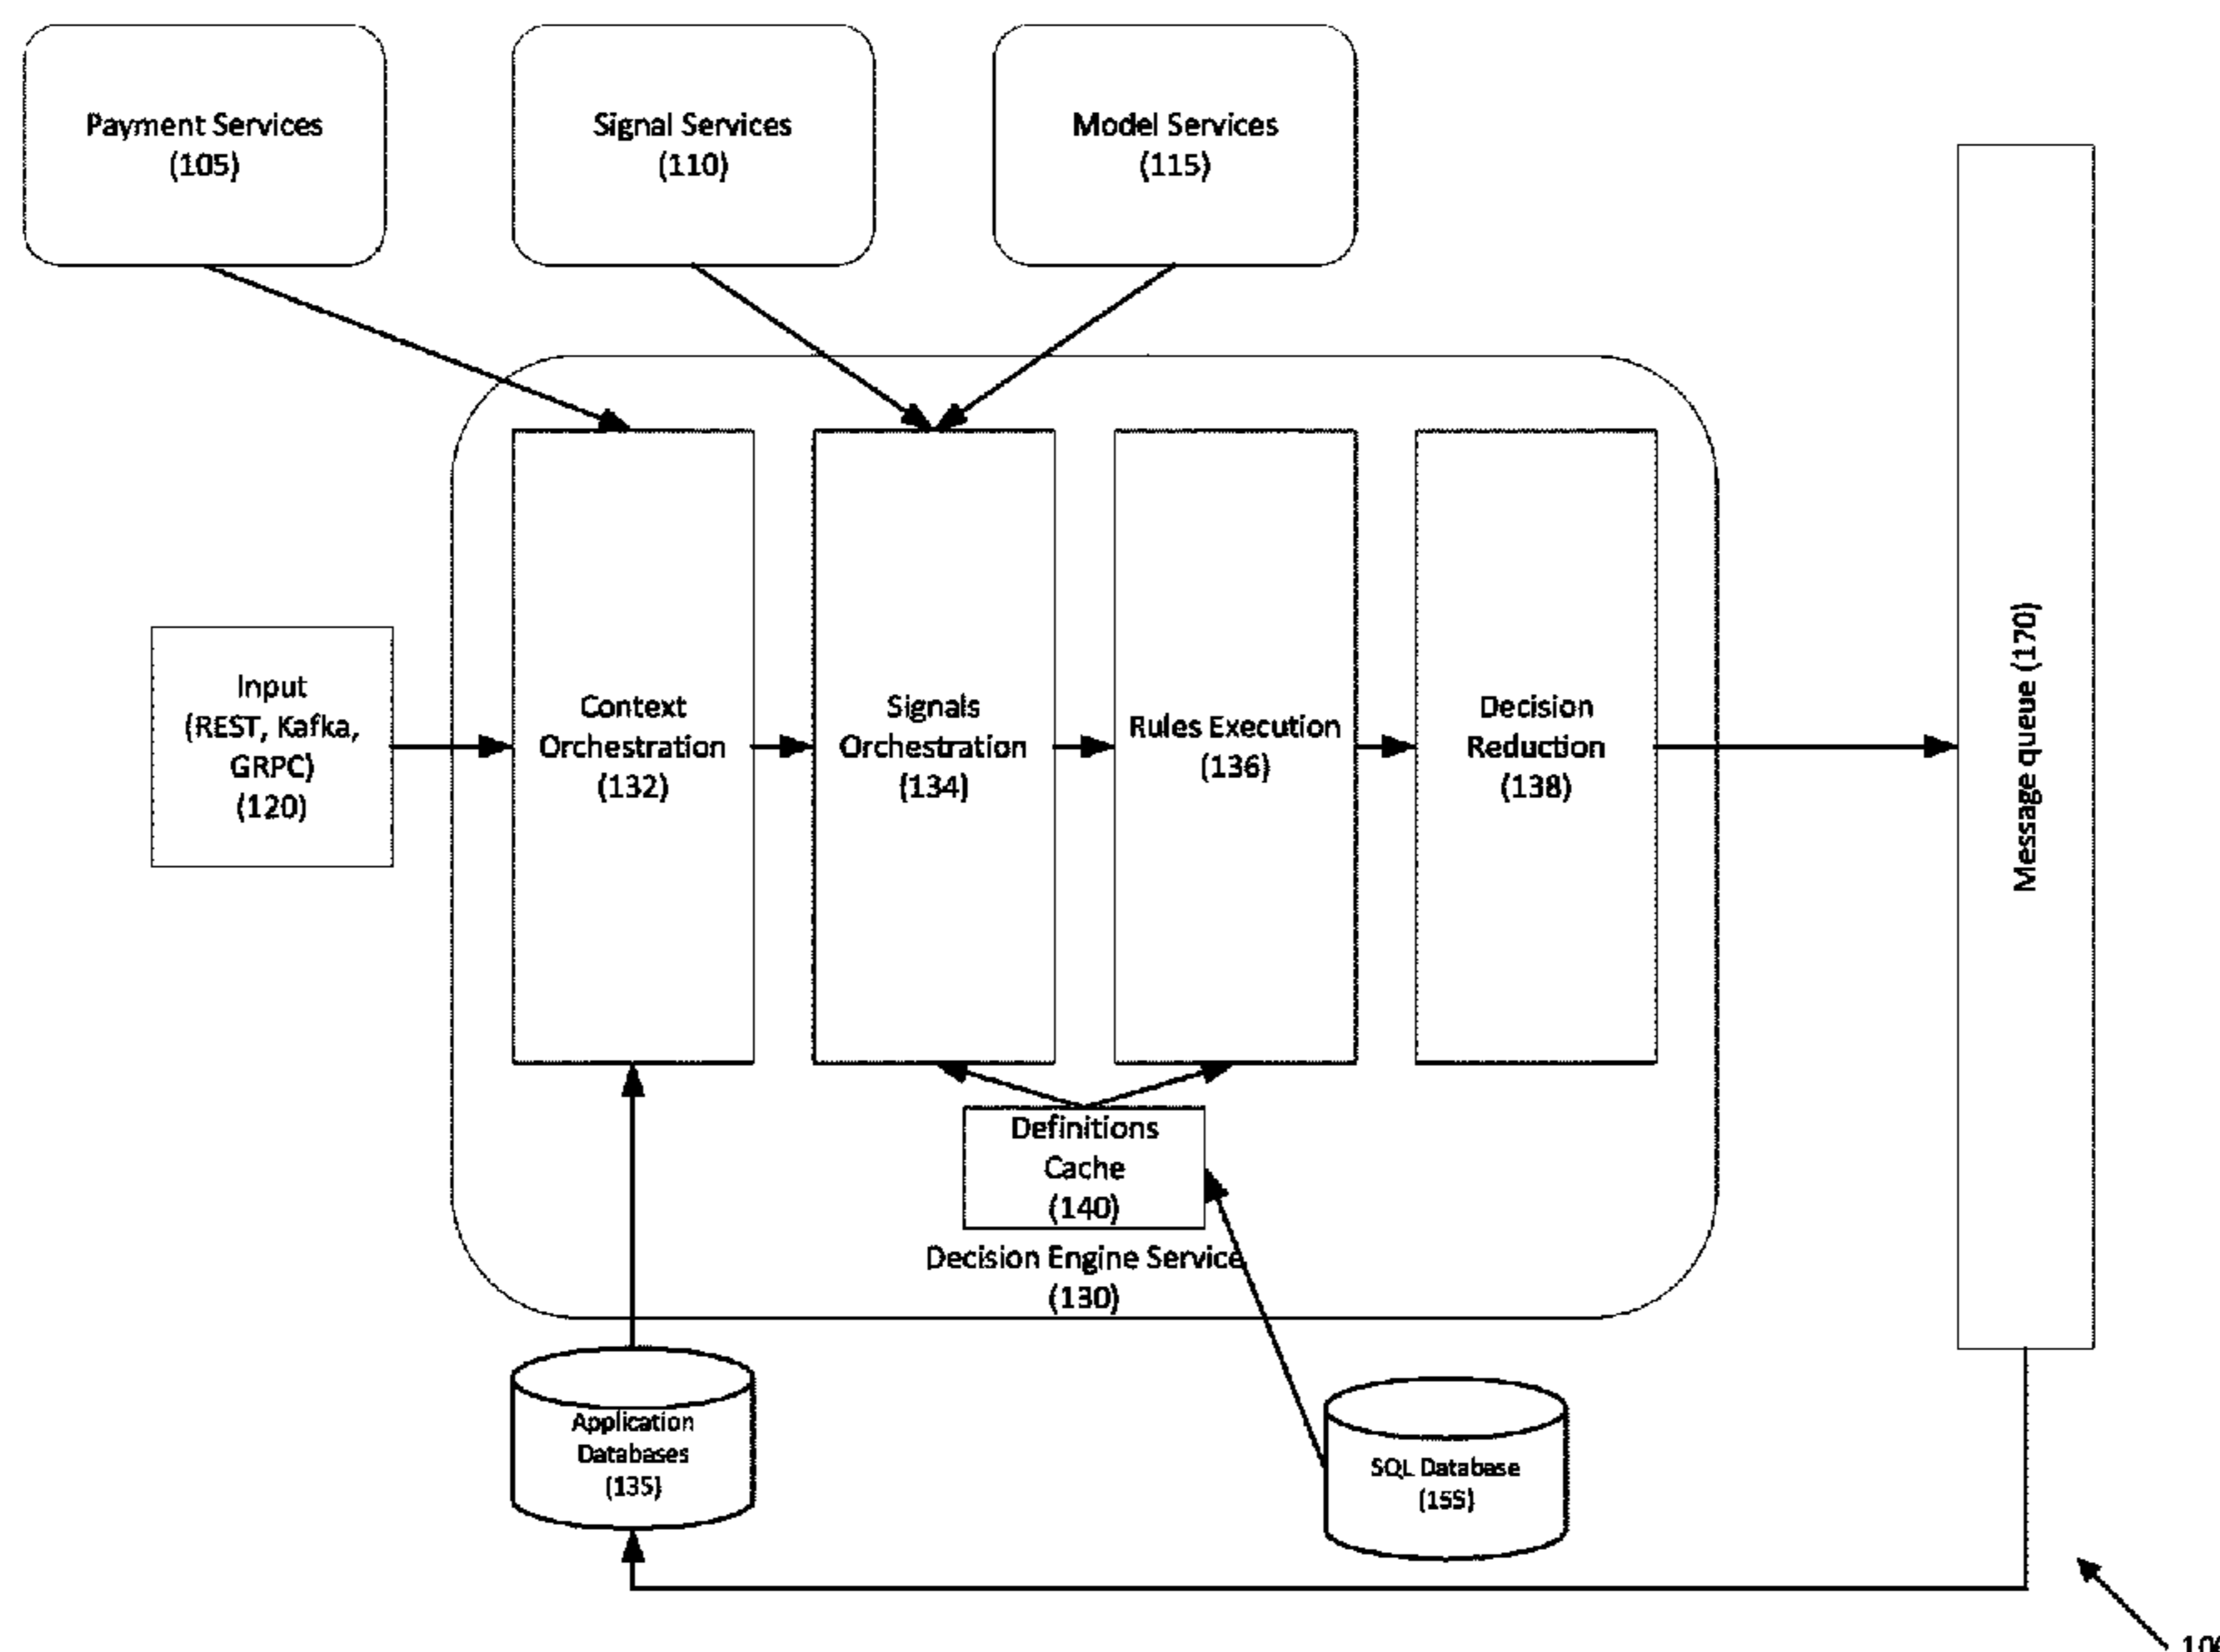 Payment Services
(105)
Signal Services
(110)
Model Services
(115)
Input
(REST, Kafka,
GRPC)
(120)
Context
Orchestration
(132)
Signals
Orchestration
(134)
Rules Execution
(136)
Decision
Reduction
(138)
Message queue (170)
Definitions
Cache
(140)
Decision Engine Service
(130)
Application
Databases
(135)
SQL Database
(155)